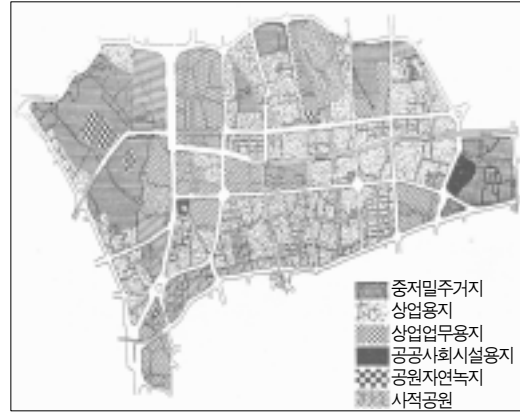 중저밀주거지
상업용지
상업업무용지
공공사회시설용지
공원자연녹지
사적공원